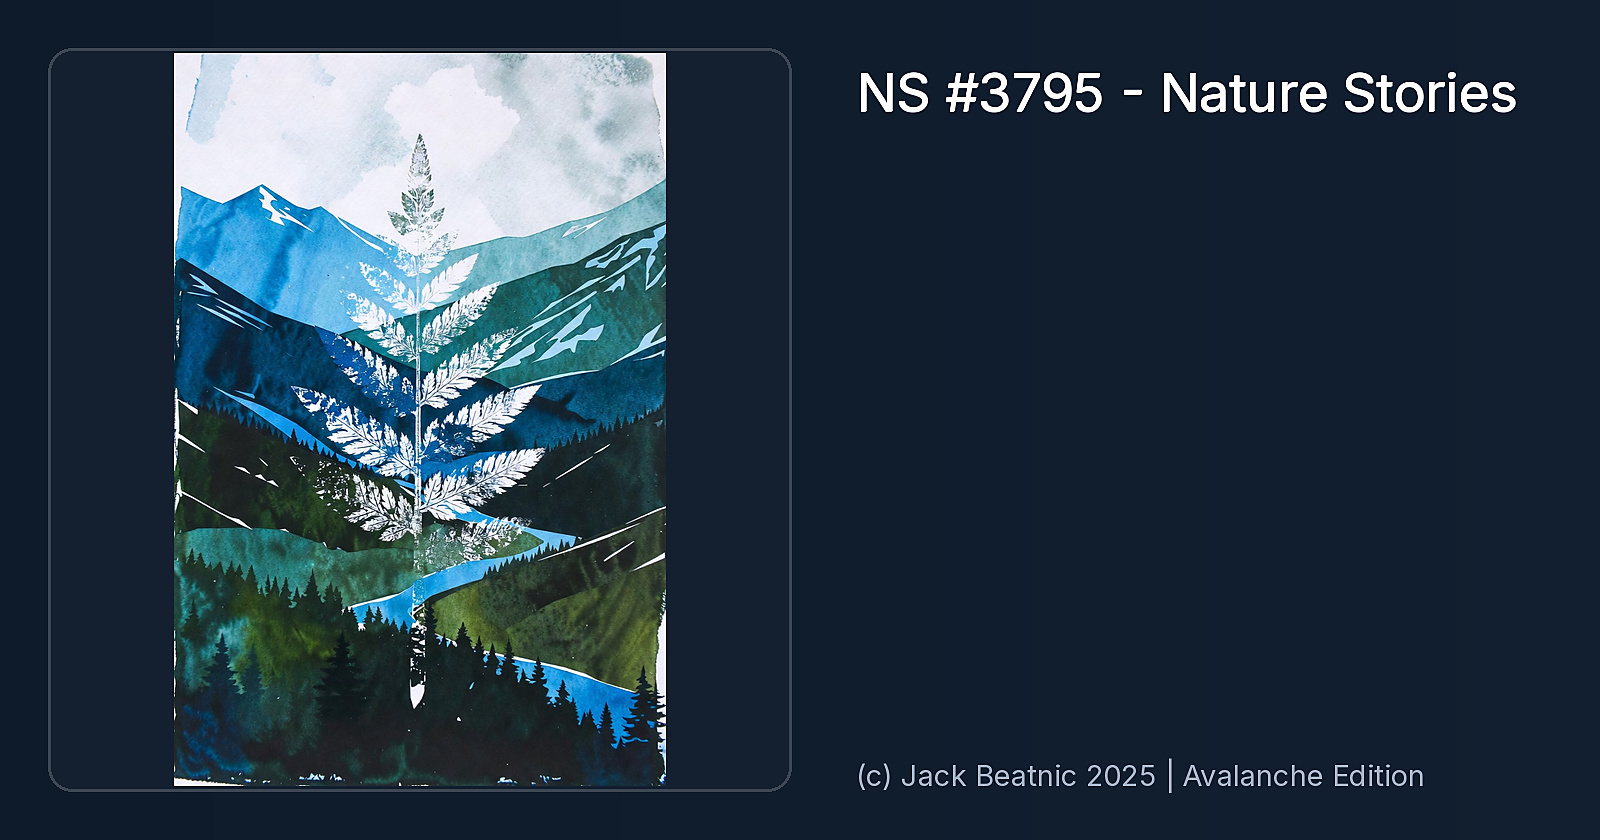 NS #3795 - Nature Stories
(c) Jack Beatnic 2025 | Avalanche Edition